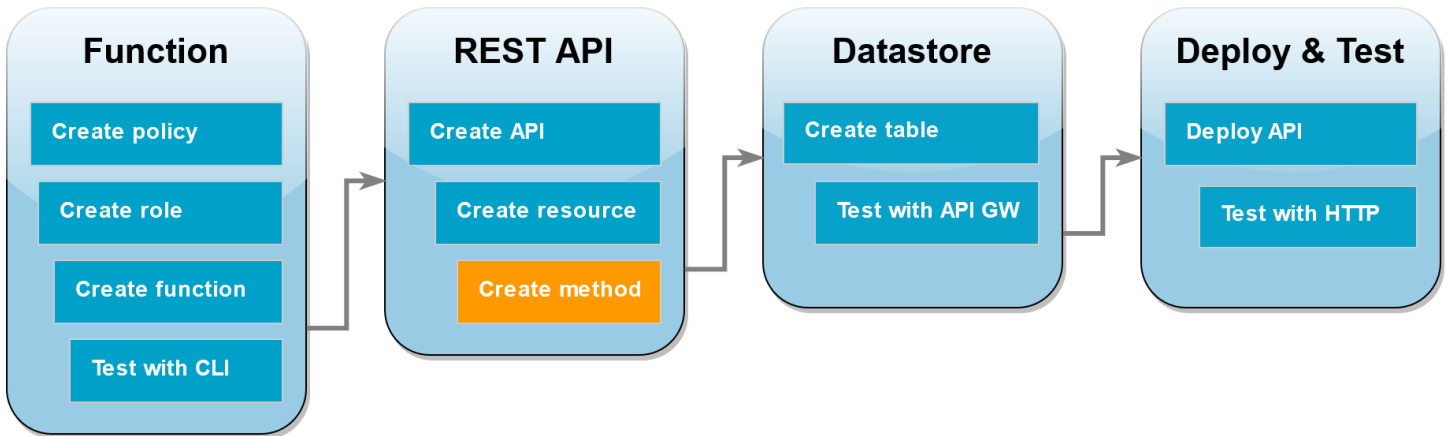 Function
Create policy
Create role
Create function
Test with CLI
REST API
Create API
Create resource
Create method
Datastore
Create table
Test with API GW
Deploy & Test
Deploy API
Test with HTTP